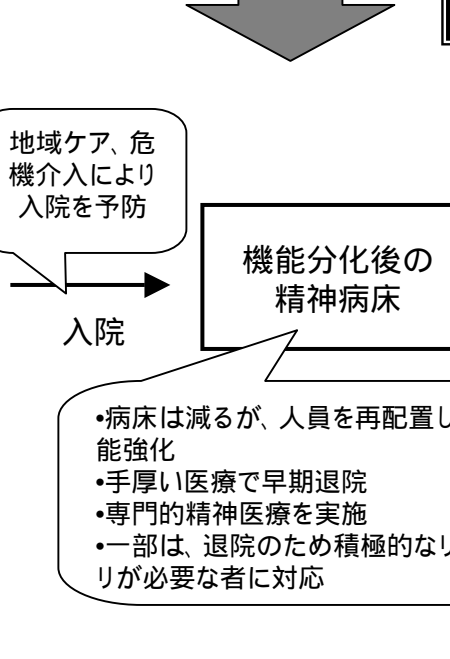 地域ケア、危
機介入により
入院を予防
機能分化後の
精神病床
入院
•病床は減るが、人員を再配置し
能強化
•手厚い医療で早期退院
•専門的精神医療を実施
•一部は、退院のため積極的なリ
リが必要な者に対応